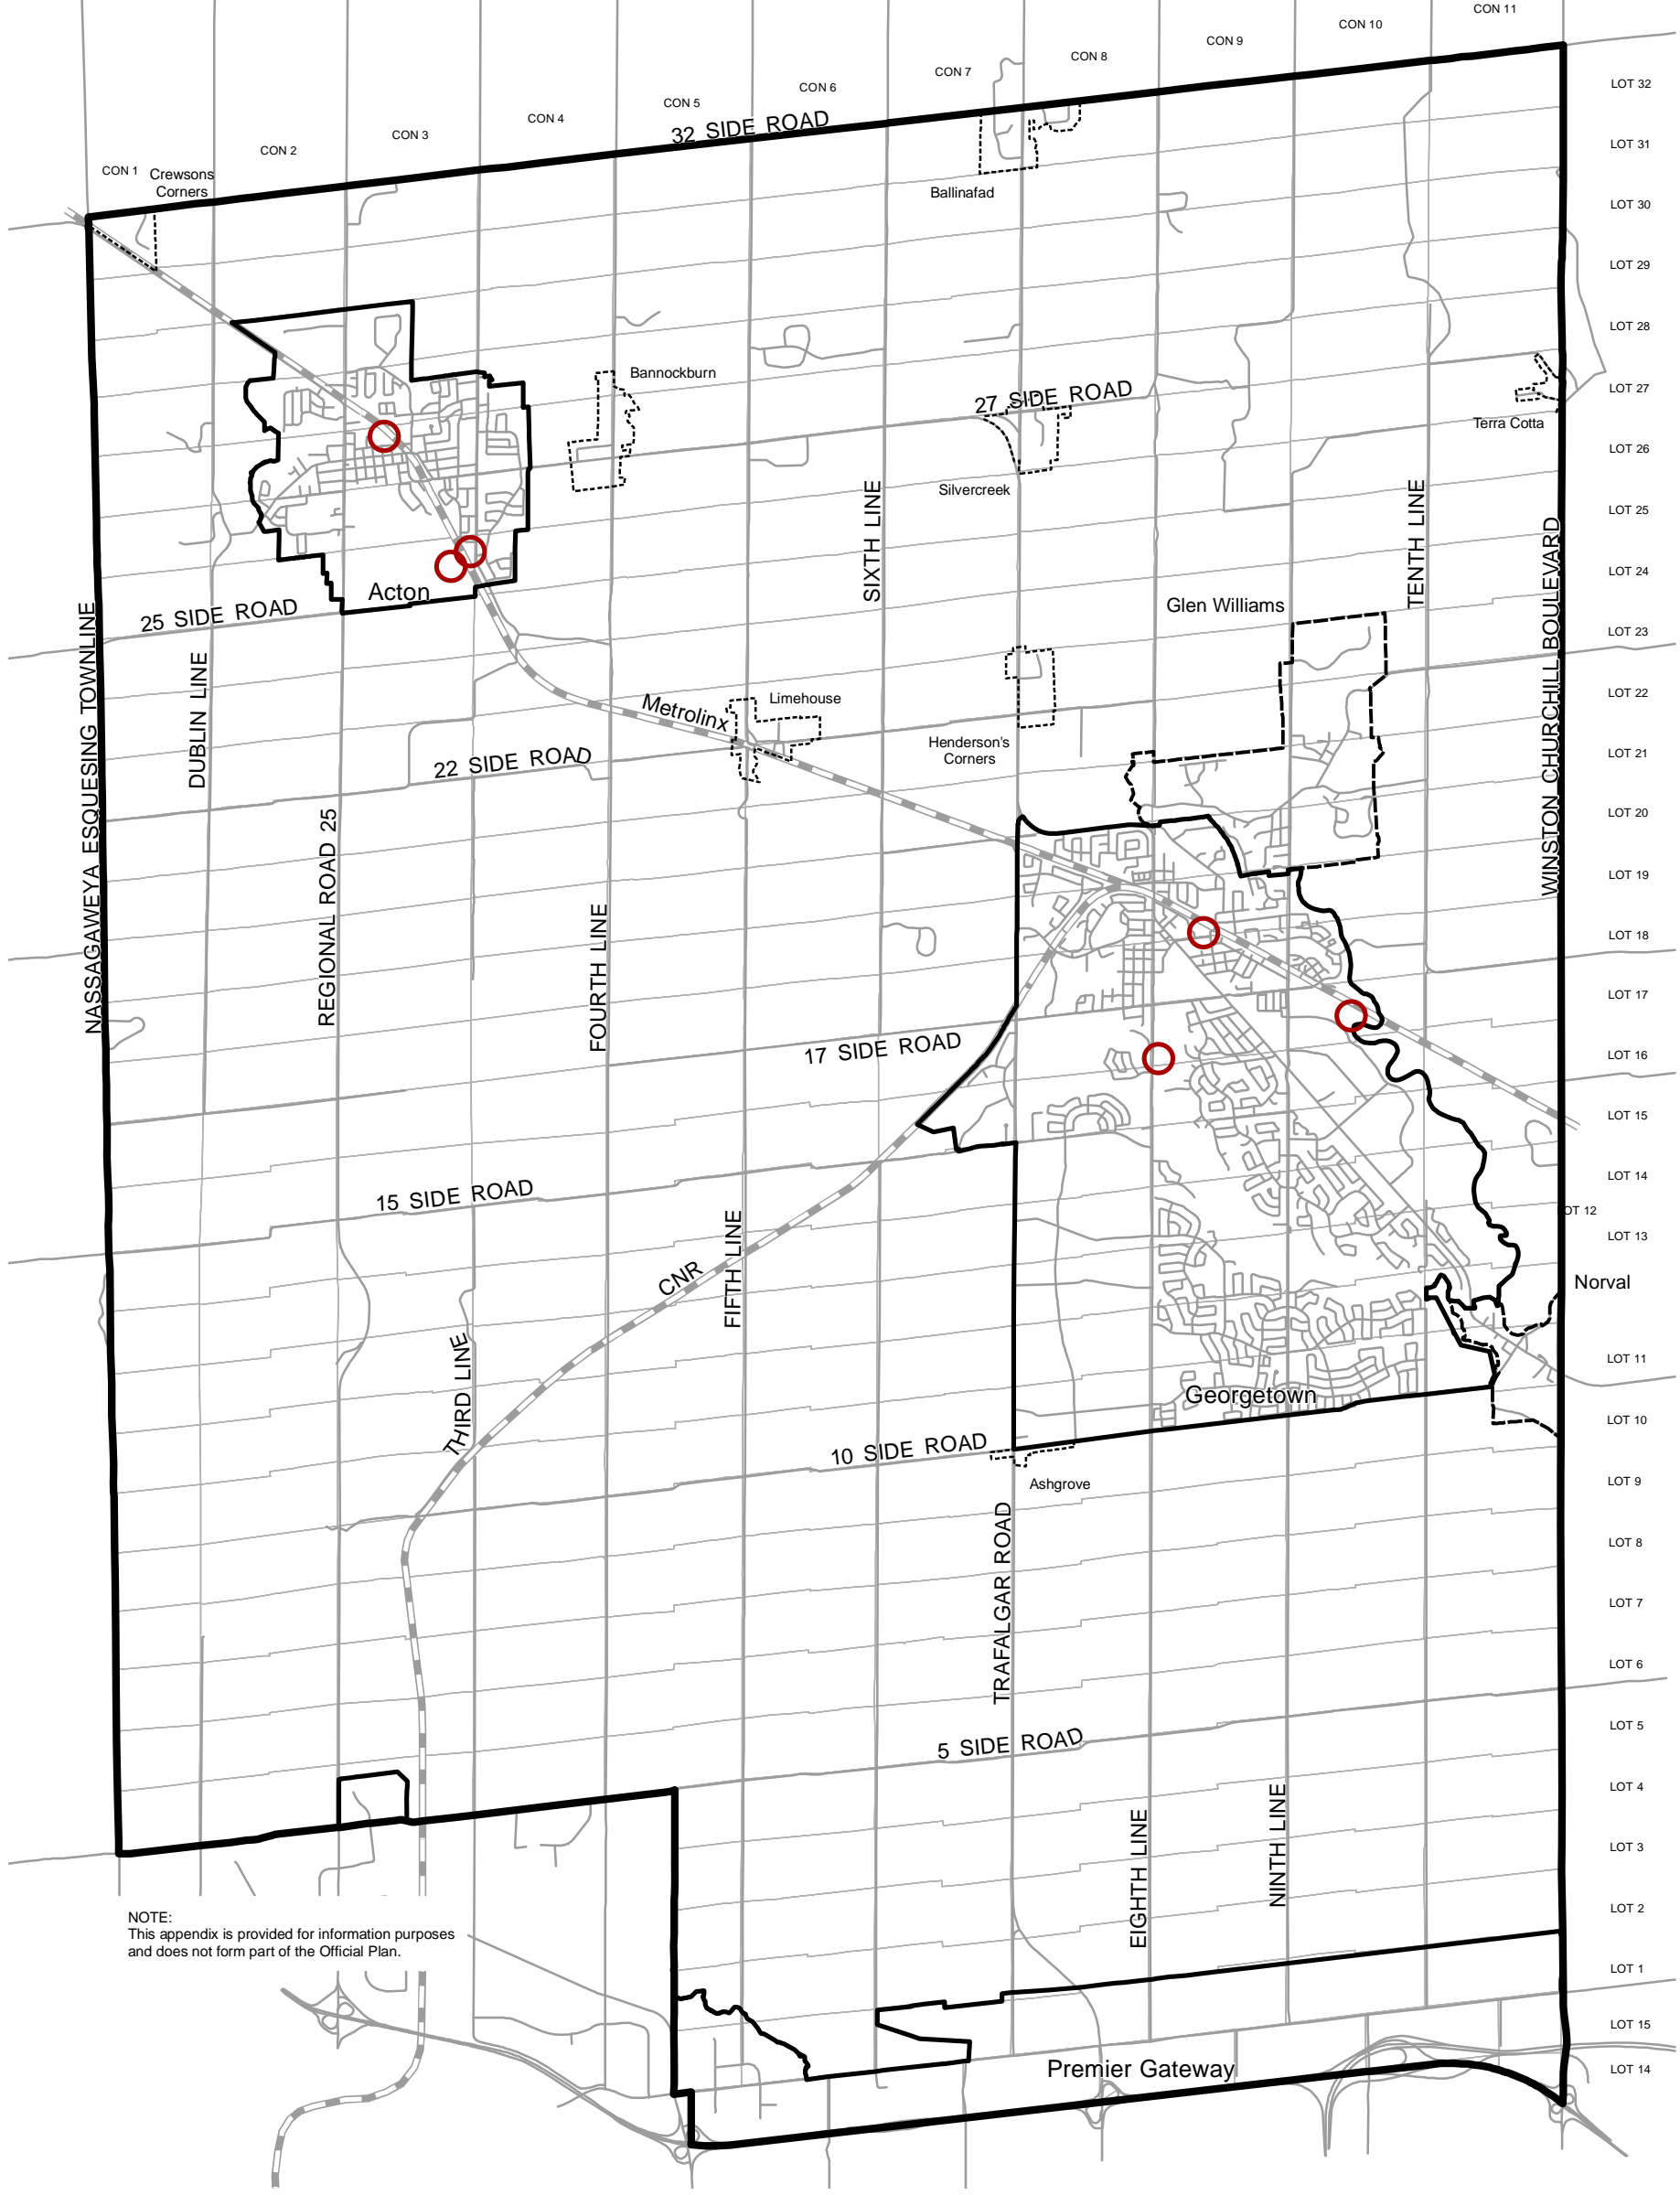 CON 11
CON 10
CON 9
CON 8
CON 7
CON 6
CON 5
CON 4
CON 3
CON 2
CON 1
Crewsons
Corners
32 SIDE ROAD
Ballinafad
LOT 32
LOT 31
LOT 30
LOT 29
LOT 28
LOT 27
LOT 26
LOT 25
LOT 24
LOT 23
LOT 22
LOT 21
LOT 20
LOT 19
LOT 18
LOT 17
LOT 16
LOT 15
LOT 14
OT 12
LOT 13
Norval
LOT 11
LOT 10
LOT 9
LOT 8
LOT 7
LOT 6
LOT 5
LOT 4
LOT 3
LOT 2
LOT 1
LOT 15
LOT 14
Bannockburn
27 SIDE ROAD
Terra Cotta
Silvercreek
SIXTH LINE
TENTH LINE
WINSTON CHURCHILL BOULEVARD
Acton
25 SIDE ROAD
Glen Williams
NASSAGAWEYA ESQUESING TOWNLINE
DUBLIN LINE
Metrolinx
Limehouse
Henderson's
Corners
22 SIDE ROAD
REGIONAL ROAD 25
FOURTH LINE
17 SIDE ROAD
15 SIDE ROAD
CNR
FIFTH LINE
THIRD LINE
Georgetown
10 SIDE ROAD
Ashgrove
TRAFALGAR ROAD
5 SIDE ROAD
EIGHTH LINE
NINTH LINE
NOTE:
This appendix is provided for information purposes
and does not form part of the Official Plan.
Premier Gateway